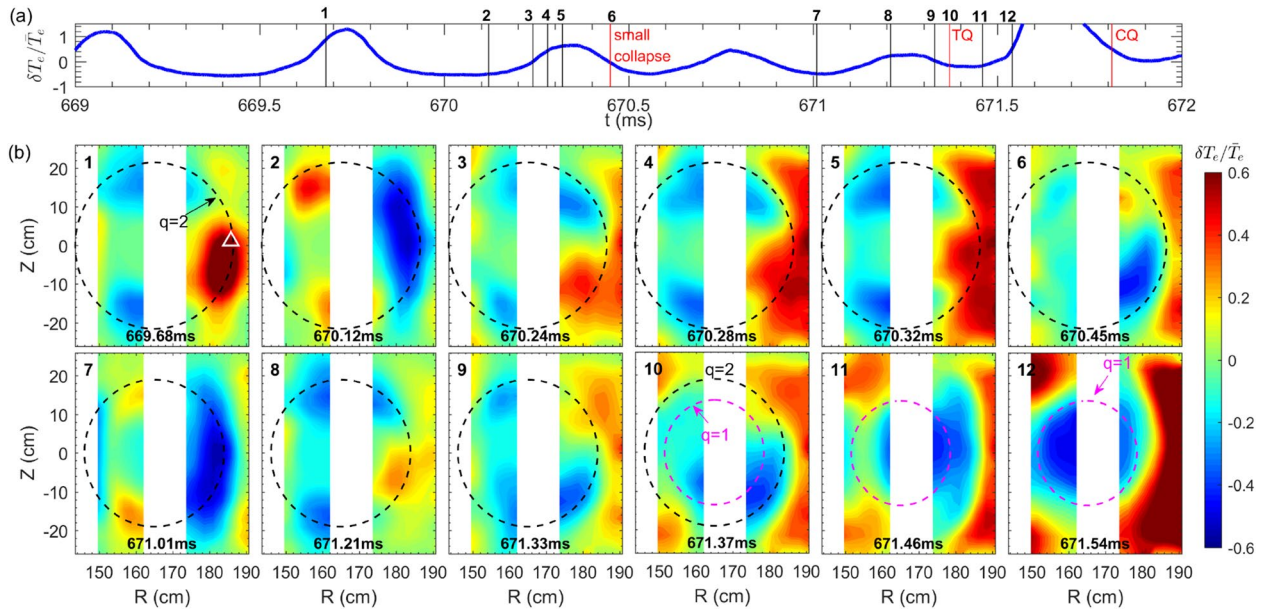 (a)
δTe/T̄e
1
0
-1
1 2 3 4 5 6 7 8 9 10 11 12
small
collapse
TQ
CQ
669 669.5 670 670.5 671 671.5 672
t (ms)
(b)
δTe/T̄e
Z (cm)
20
10
0
-10
-20
1
q=2
669.68ms
2
670.12ms
3
670.24ms
4
670.28ms
5
670.32ms
6
670.45ms
Z (cm)
20
10
0
-10
-20
7
671.01ms
8
671.21ms
9
671.33ms
10
q=2
q=1
671.37ms
11
671.46ms
12
q=1
671.54ms
150 160 170 180 190 150 160 170 180 190 150 160 170 180 190 150 160 170 180 190 150 160 170 180 190 150 160 170 180 190
R (cm) R (cm) R (cm) R (cm) R (cm) R (cm)
0.6
0.4
0.2
0
-0.2
-0.4
-0.6